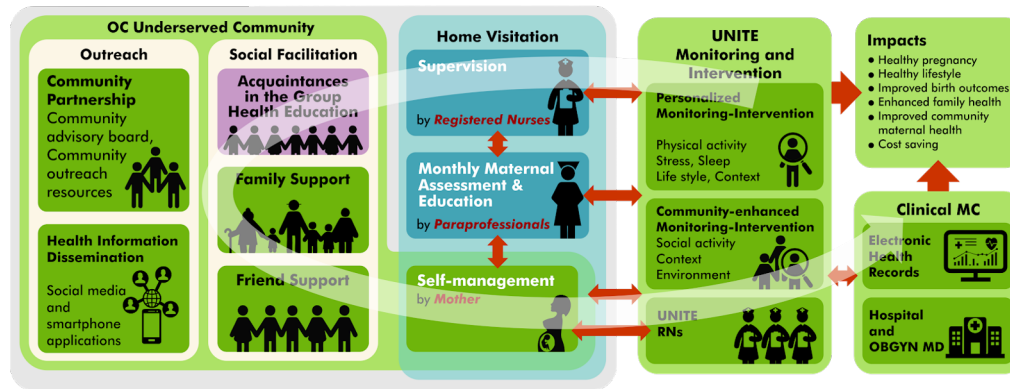 OC Underserved Community
Outreach
Community
Partnership
Community
advisory board,
Community
outreach
resources
Health Information
Dissemination
Social media
and
smartphone
applications
Social Facilitation
Acquaintances
in the Group
Health Education
Family Support
Friend Support
Home Visitation
Supervision
by Registered Nurses
Monthly Maternal
Assessment &
Education
by Paraprofessionals
Self-management
by Mother
UNITE
Monitoring and
Intervention
Personalized
Monitoring-Intervention
Physical activity
Stress, Sleep
Life style, Context
Community-enhanced
Monitoring-Intervention
Social activity
Context
Environment
UNITE
RNs
Impacts
● Healthy pregnancy
● Healthy lifestyle
● Improved birth outcomes
● Enhanced family health
● Improved community
maternal health
● Cost saving
Clinical MC
Electronic
Health
Records
Hospital
and
OBGYN MD